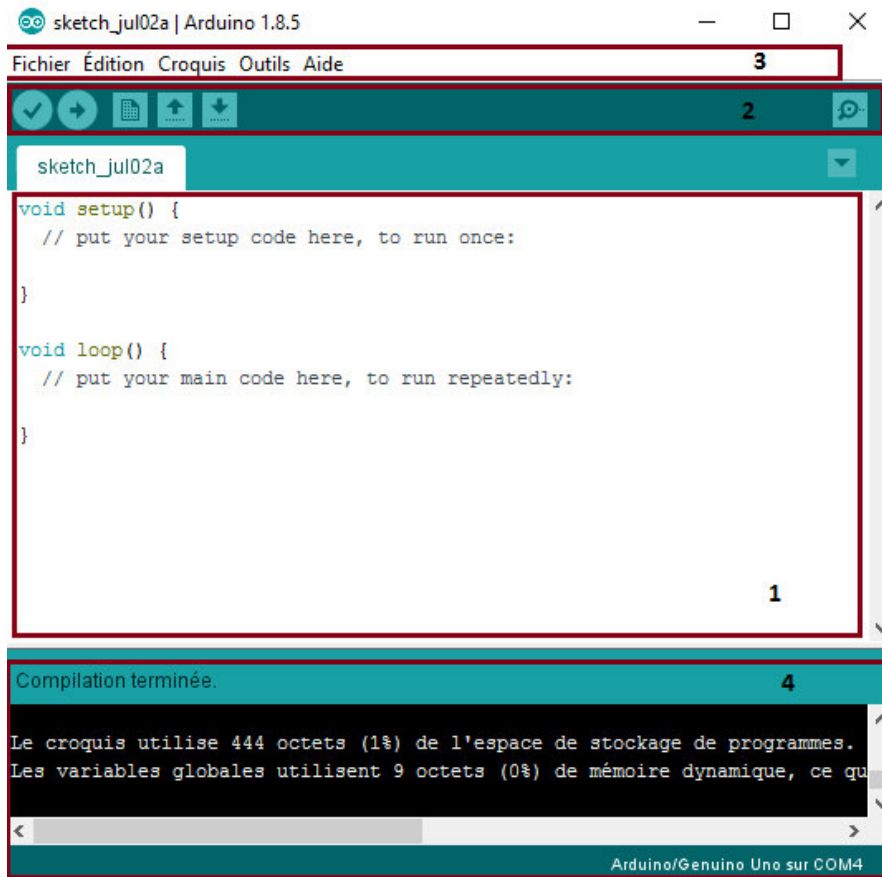 sketch_jul02a | Arduino 1.8.5
Fichier Édition Croquis Outils Aide 3
2
sketch_jul02a
void setup() {
// put your setup code here, to run once:
}
void loop() {
// put your main code here, to run repeatedly:
}
1
Compilation terminée. 4
Le croquis utilise 444 octets (1%) de l'espace de stockage de programmes.
Les variables globales utilisent 9 octets (0%) de mémoire dynamique, ce qu
Arduino/Genuino Uno sur COM4